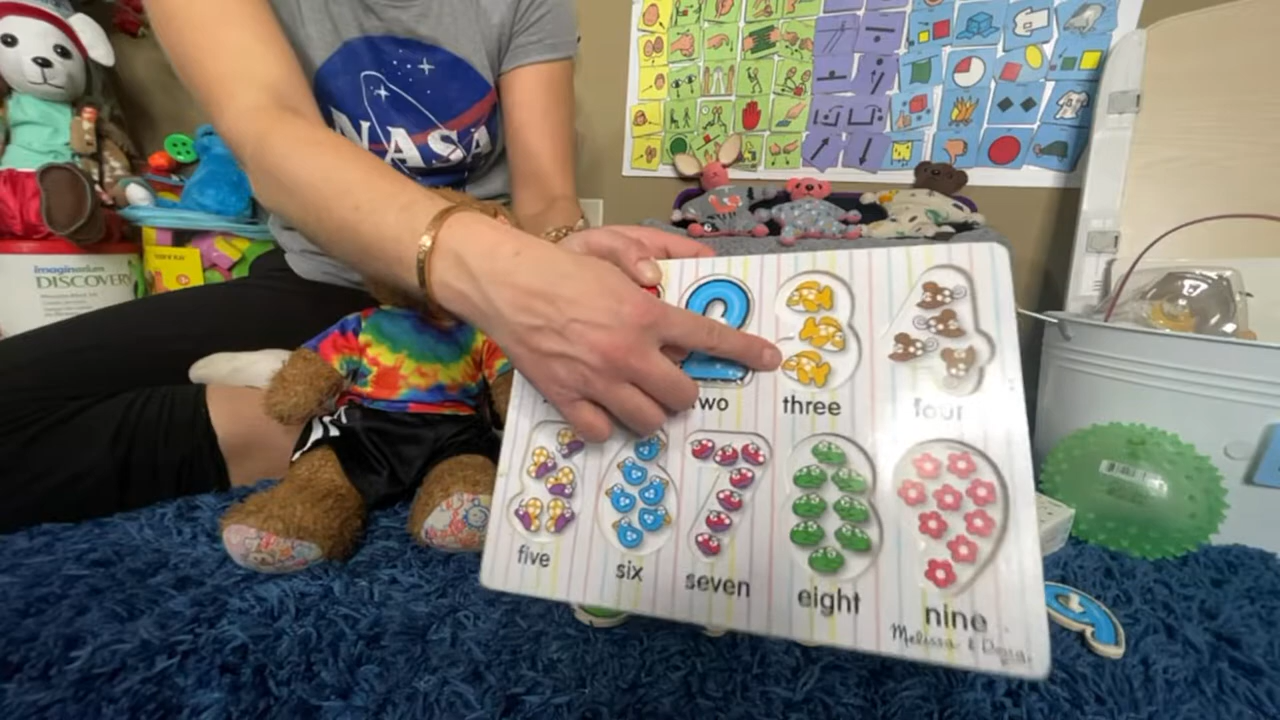 NASA
imaginarium
DISCOVERY
2
two
three
four
five
six
seven
eight
nine
Melissa & Doug